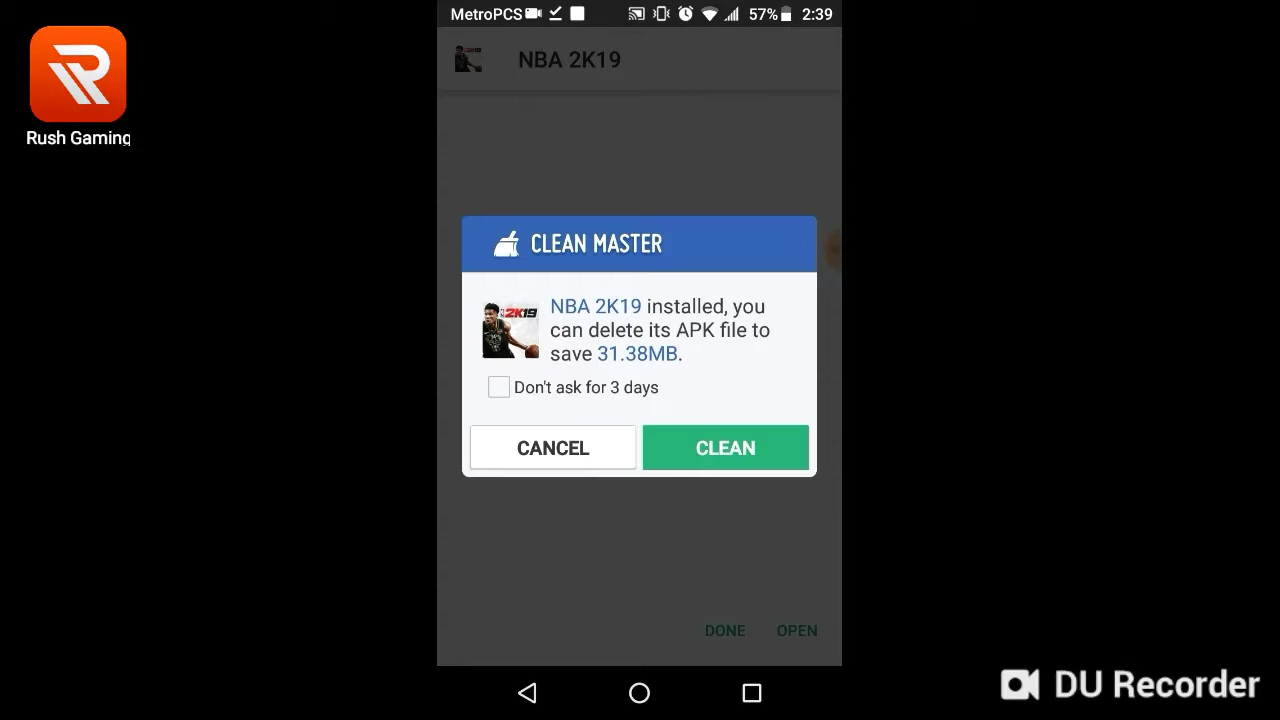 MetroPCS 57% 2:39
Rush Gaming
NBA 2K19
CLEAN MASTER
2K19
NBA 2K19 installed, you
can delete its APK file to
save 31.38MB.
Don't ask for 3 days
CANCEL CLEAN
DONE OPEN
DU Recorder